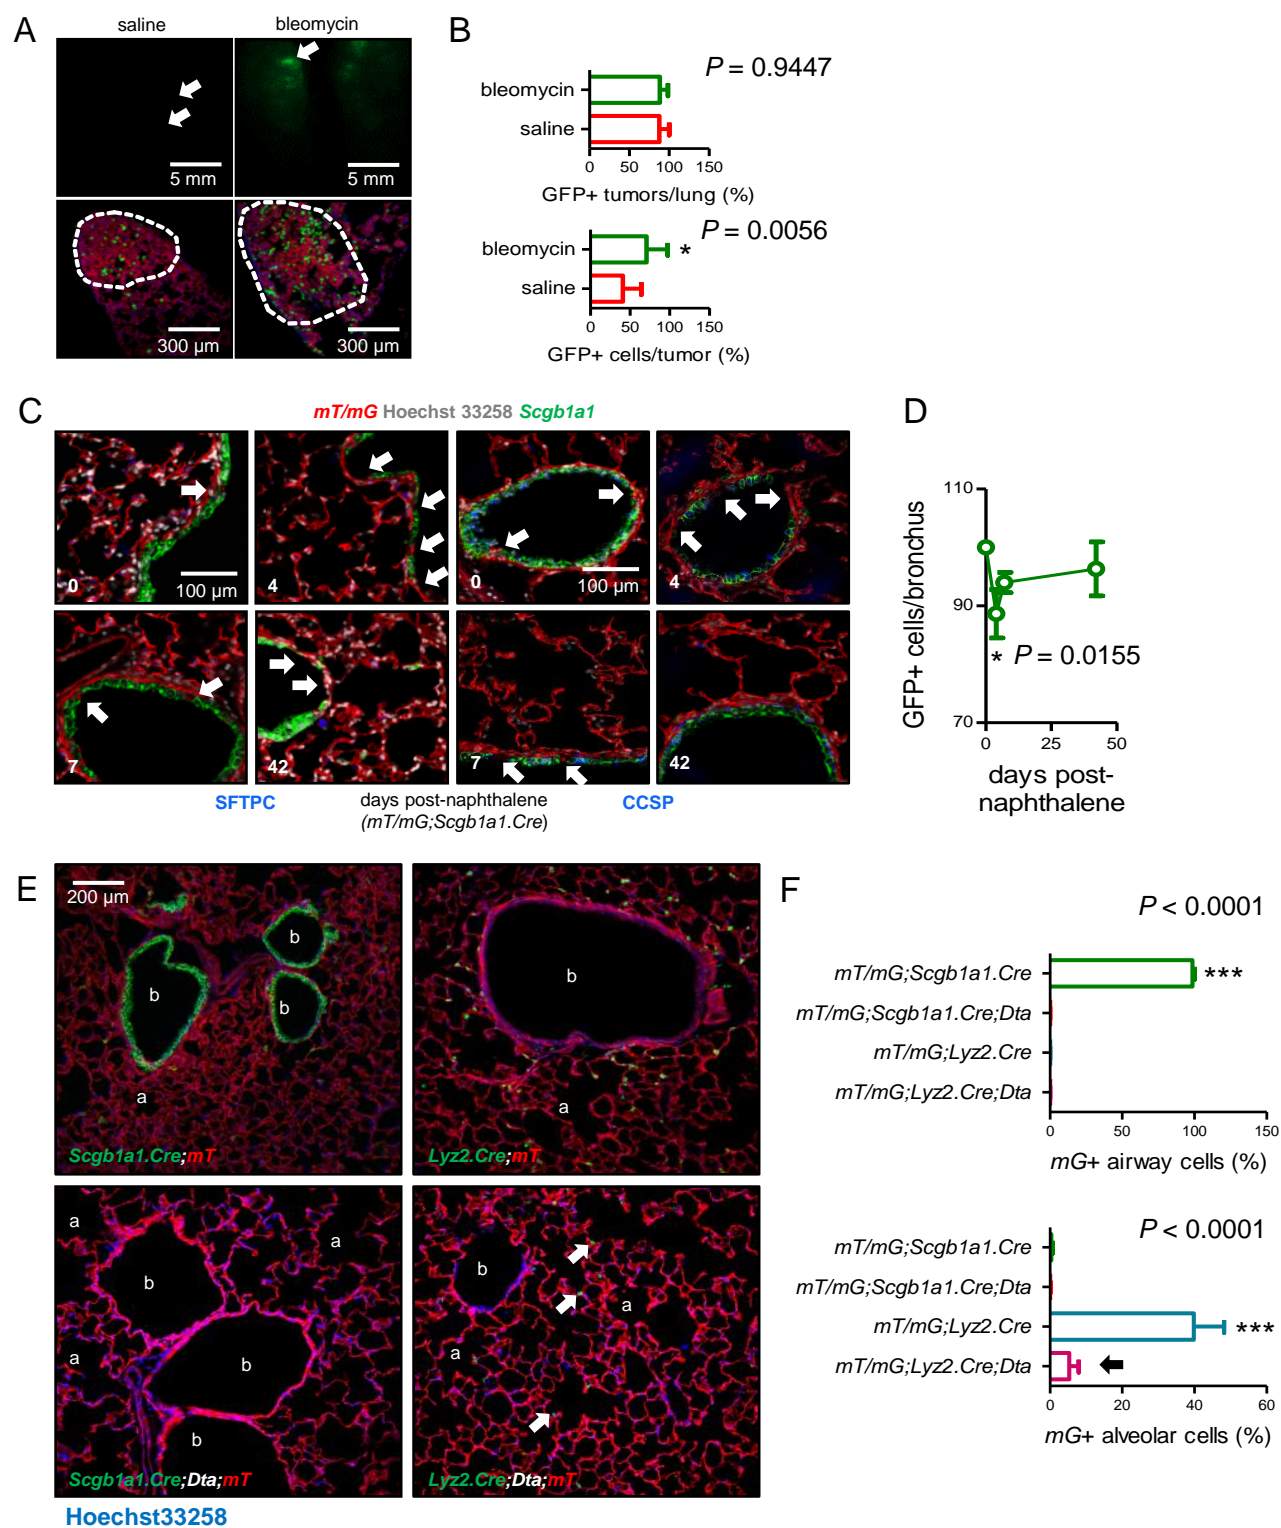 A
saline
bleomycin
5 mm
5 mm
300 µm
300 µm
B
P = 0.9447
bleomycin
saline
0 50 100 150
GFP+ tumors/lung (%)
P = 0.0056
bleomycin
*
saline
0 50 100 150
GFP+ cells/tumor (%)
C
mT/mG Hoechst 33258 Scgb1a1
0
100 µm
4
0
100 µm
4
7
42
7
42
SFTPC
days post-naphthalene
(mT/mG;Scgb1a1.Cre)
CCSP
D
GFP+ cells/bronchus
110
90
70
* P = 0.0155
0 25 50
days post-
naphthalene
E
200 µm
b
b
b
a
Scgb1a1.Cre;mT
b
a
Lyz2.Cre;mT
a
a
b
a
b
b
Scgb1a1.Cre;Dta;mT
b
a
a
Lyz2.Cre;Dta;mT
Hoechst33258
F
P < 0.0001
mT/mG;Scgb1a1.Cre
***
mT/mG;Scgb1a1.Cre;Dta
mT/mG;Lyz2.Cre
mT/mG;Lyz2.Cre;Dta
0 50 100 150
mG+ airway cells (%)
P < 0.0001
mT/mG;Scgb1a1.Cre
mT/mG;Scgb1a1.Cre;Dta
mT/mG;Lyz2.Cre
***
mT/mG;Lyz2.Cre;Dta
0 20 40 60
mG+ alveolar cells (%)